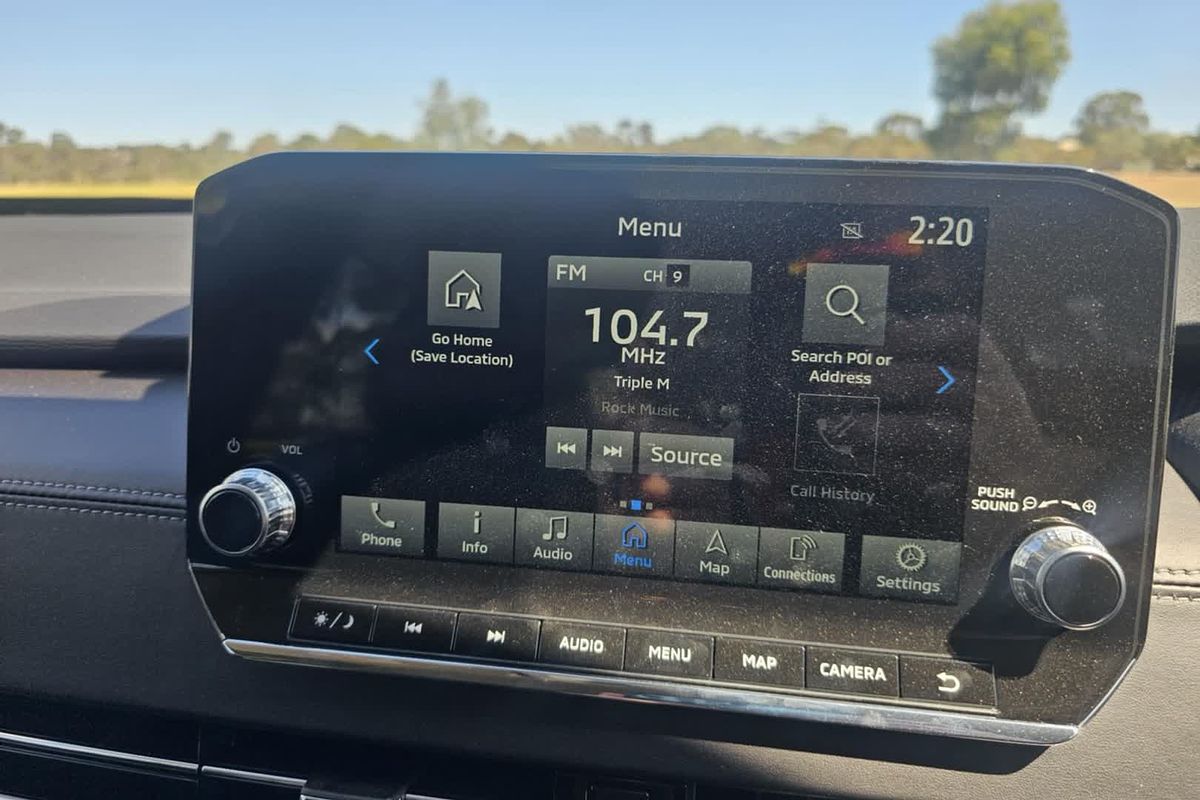 Menu
2:20
Go Home
(Save Location)
FM
CH 9
104.7
MHz
Triple M
Rock Music
Source
Search POI or
Address
Call History
VOL
PUSH
SOUND
Phone
Info
Audio
Menu
Map
Connections
Settings
AUDIO
MENU
MAP
CAMERA